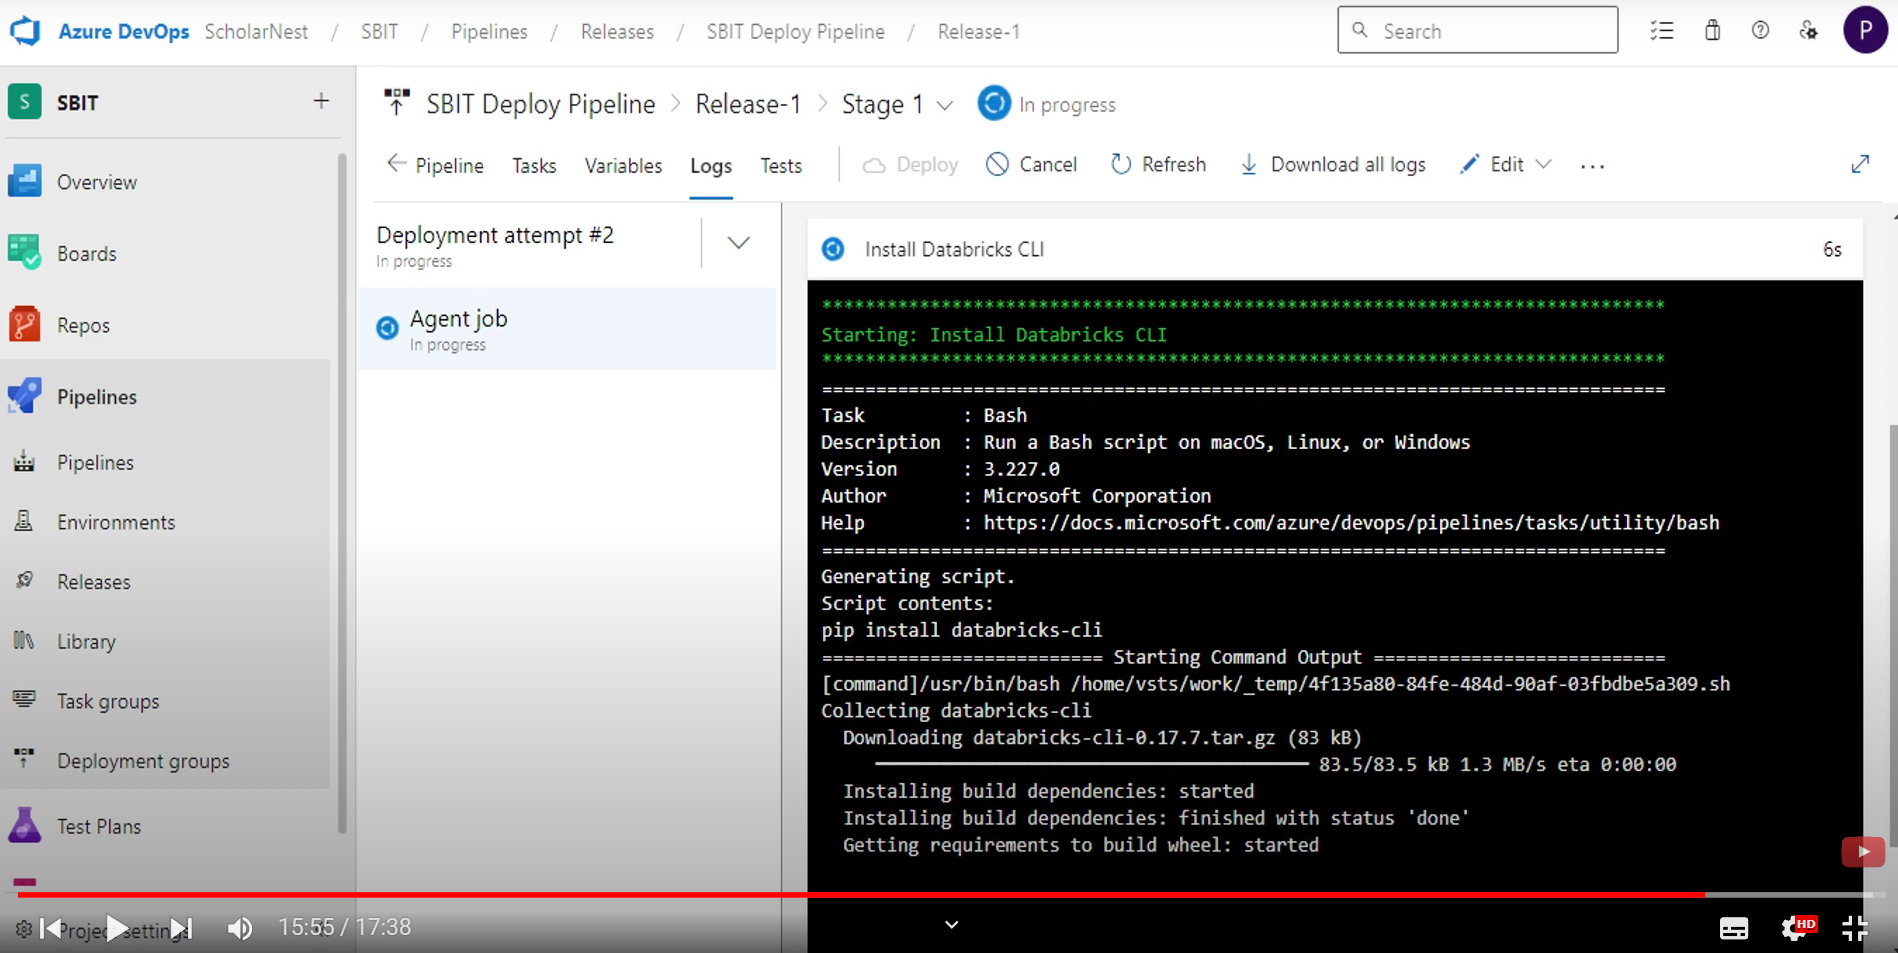 Azure DevOps ScholarNest / SBIT / Pipelines / Releases / SBIT Deploy Pipeline / Release-1
Search
P
S SBIT +
Overview
Boards
Repos
Pipelines
Pipelines
Environments
Releases
Library
Task groups
Deployment groups
Test Plans
Project settings
SBIT Deploy Pipeline > Release-1 > Stage 1 In progress
Pipeline Tasks Variables Logs Tests Deploy Cancel Refresh Download all logs Edit ...
Deployment attempt #2
In progress
Agent job
In progress
Install Databricks CLI 6s
******************************************************************************
Starting: Install Databricks CLI
******************************************************************************
==============================================================================
Task : Bash
Description : Run a Bash script on macOS, Linux, or Windows
Version : 3.227.0
Author : Microsoft Corporation
Help : https://docs.microsoft.com/azure/devops/pipelines/tasks/utility/bash
==============================================================================
Generating script.
Script contents:
pip install databricks-cli
========================== Starting Command Output ===========================
[command]/usr/bin/bash /home/vsts/work/_temp/4f135a80-84fe-484d-90af-03fbdbe5a309.sh
Collecting databricks-cli
Downloading databricks-cli-0.17.7.tar.gz (83 kB)
83.5/83.5 kB 1.3 MB/s eta 0:00:00
Installing build dependencies: started
Installing build dependencies: finished with status 'done'
Getting requirements to build wheel: started
15:55 / 17:38
HD